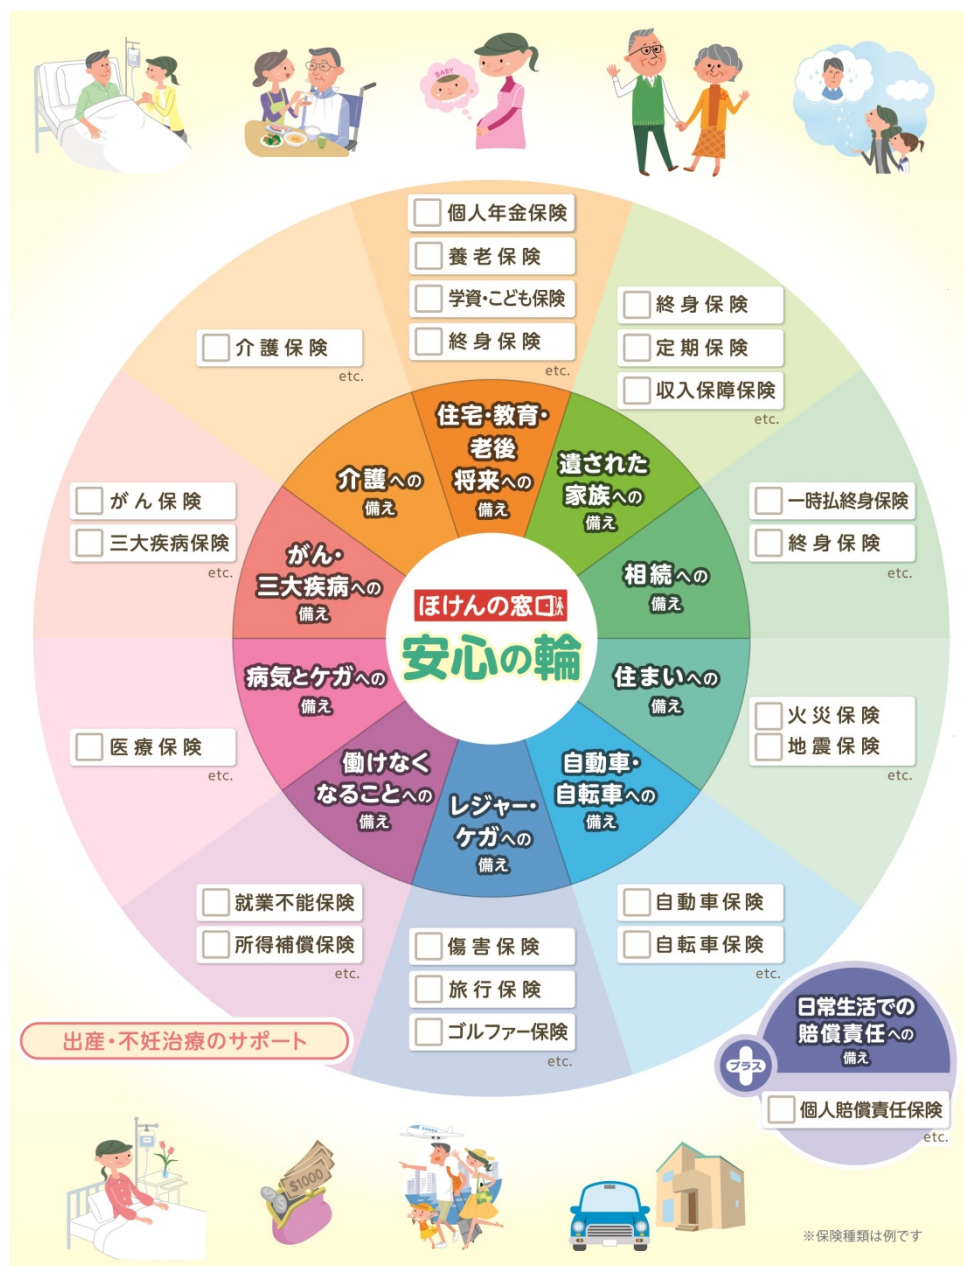 BABY
個人年金保険
養老保険
学資・こども保険
終身保険
etc.
介護保険
etc.
終身保険
定期保険
収入保障保険
etc.
がん保険
三大疾病保険
etc.
一時払終身保険
終身保険
etc.
住宅・教育・
老後
将来への
備え
介護への
備え
遺された
家族への
備え
がん・
三大疾病への
備え
相続への
備え
ほけんの窓口
安心の輪
病気とケガへの
備え
住まいへの
備え
働けなく
なることへの
備え
レジャー・
ケガへの
備え
自動車・
自転車への
備え
医療保険
etc.
火災保険
地震保険
etc.
就業不能保険
所得補償保険
etc.
傷害保険
旅行保険
ゴルファー保険
etc.
自動車保険
自転車保険
etc.
出産・不妊治療のサポート
プラス
日常生活での
賠償責任への
備え
個人賠償責任保険
etc.
$1000
※保険種類は例です